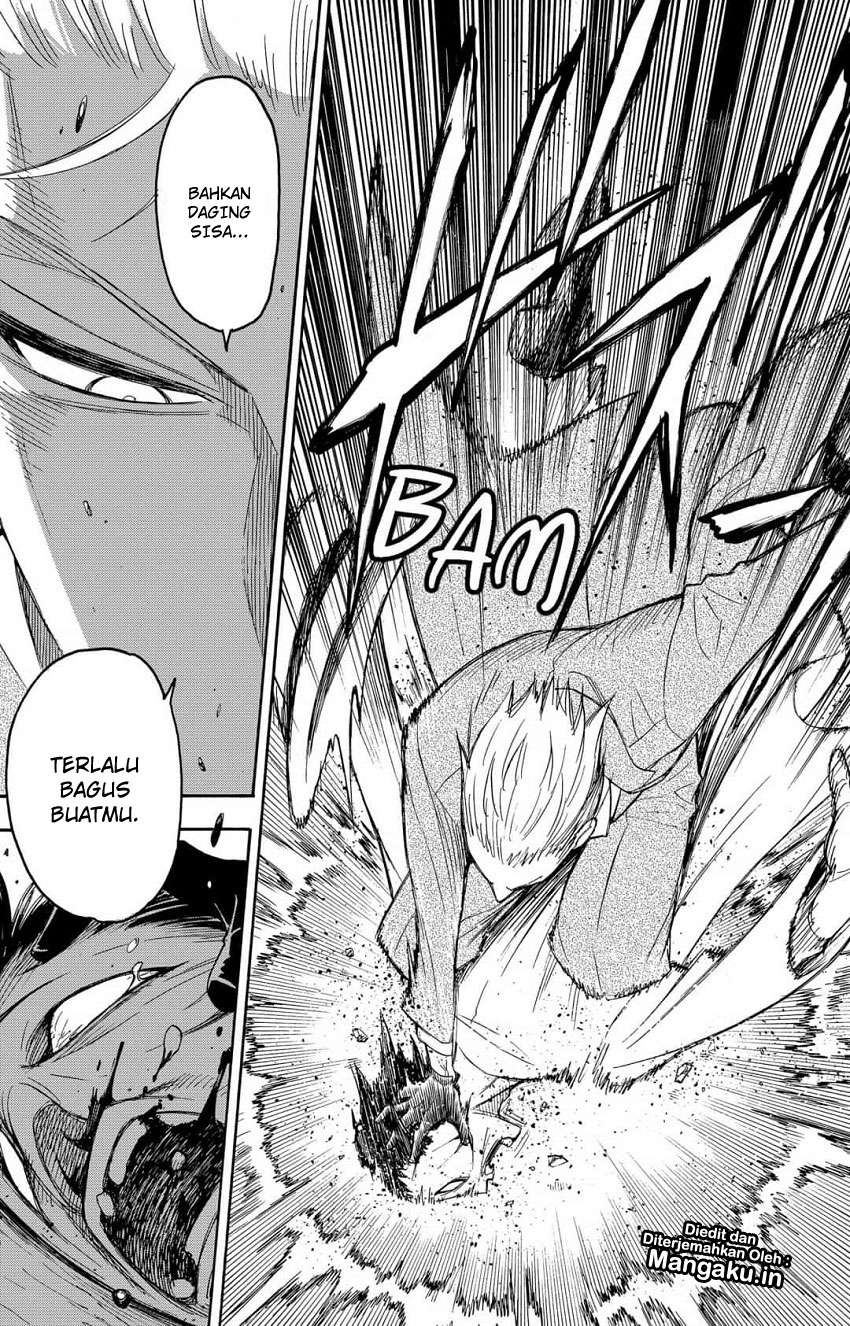 BAM
BAHKAN
DAGING
SISA...
TERLALU
BAGUS
BUATMU.
Diedit dan
Diterjemahkan Oleh :
Mangaku.in